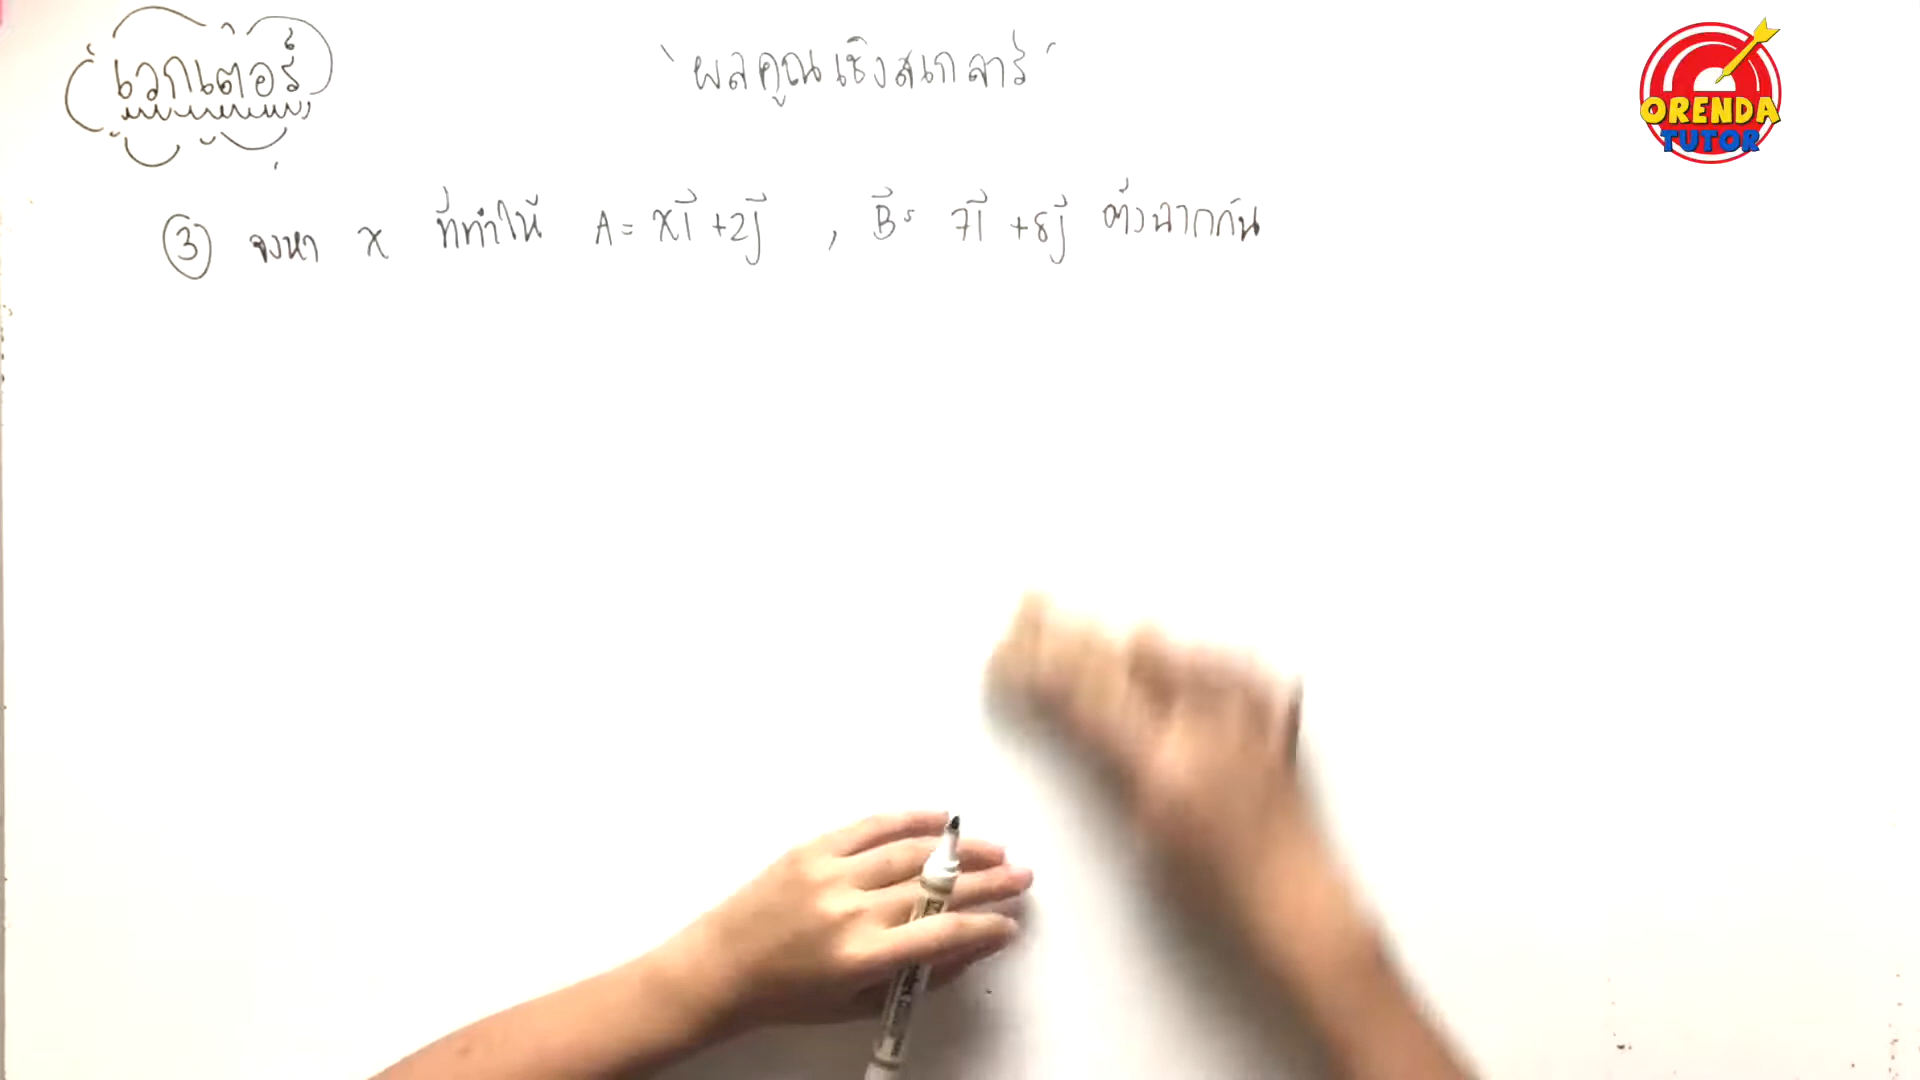 เวกเตอร์
"ผลคูณเชิงสเกลาร์"
ORENDA
TUTOR
③ จงหา x ที่ทำให้ A = xi⃗ + 2j⃗ , B⃗ = 7i⃗ + 8j⃗ ตั้งฉากกัน